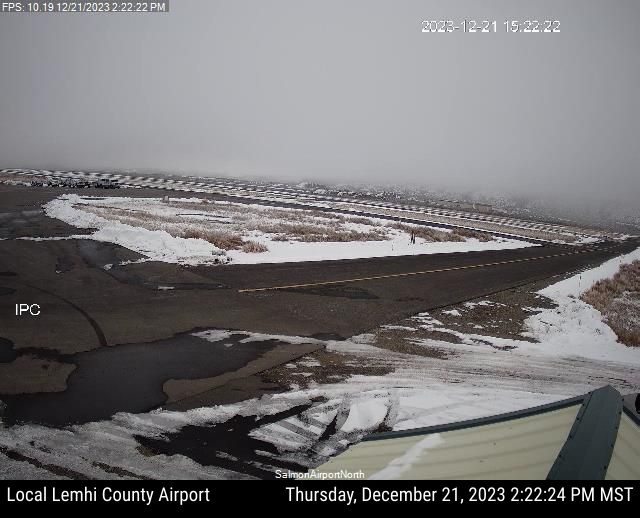 FPS: 10.19 12/21/2023 2:22:22 PM
2023-12-21 15:22:22
IPC
SalmonAirportNorth
Local Lemhi County Airport Thursday, December 21, 2023 2:22:24 PM MST